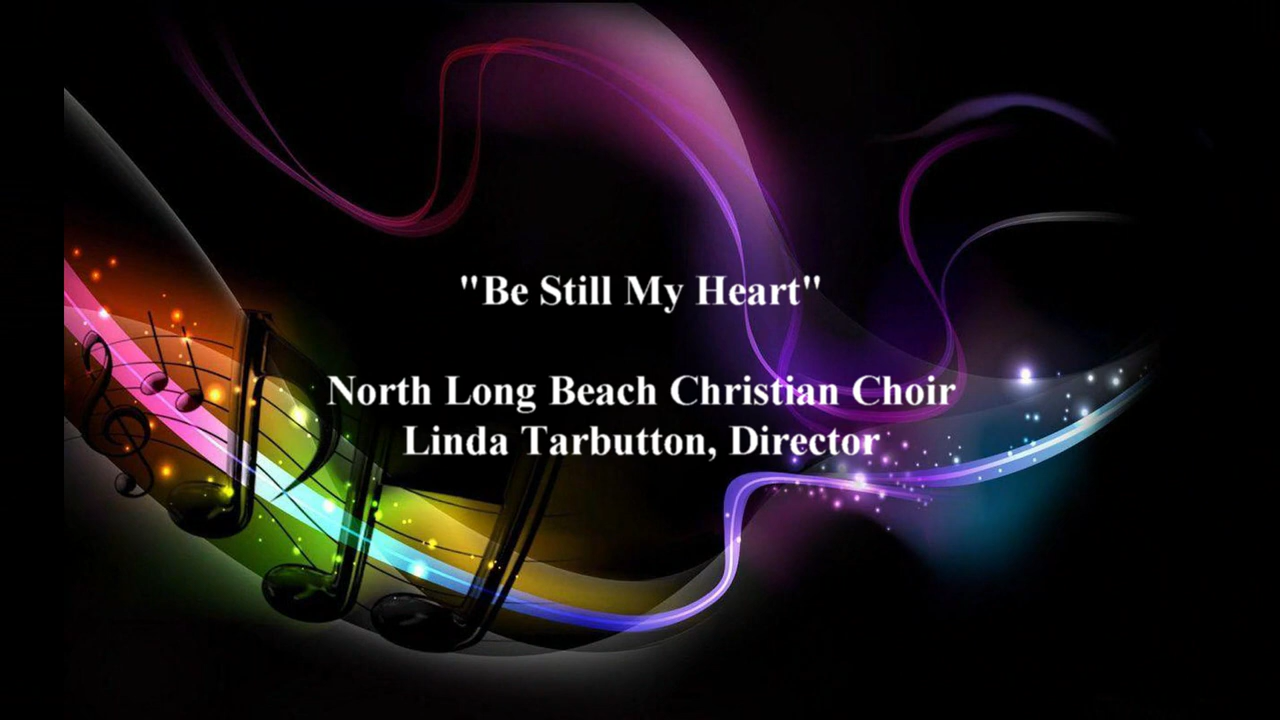 "Be Still My Heart"
North Long Beach Christian Choir
Linda Tarbutton, Director